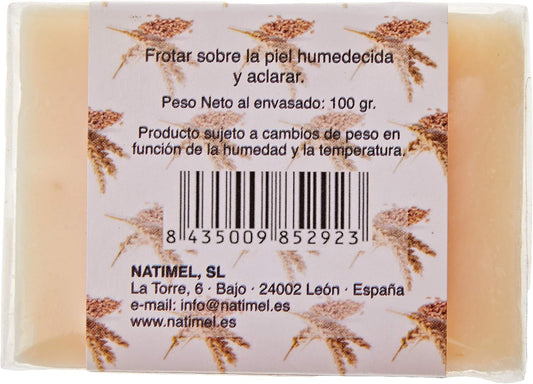 Frotar sobre la piel humedecida
y aclarar.
Peso Neto al envasado: 100 gr.
Producto sujeto a cambios de peso en
función de la humedad y la temperatura.
8 435009 852923
NATIMEL, SL
La Torre, 6 · Bajo · 24002 León · España
e-mail: info@natimel.es
www.natimel.es